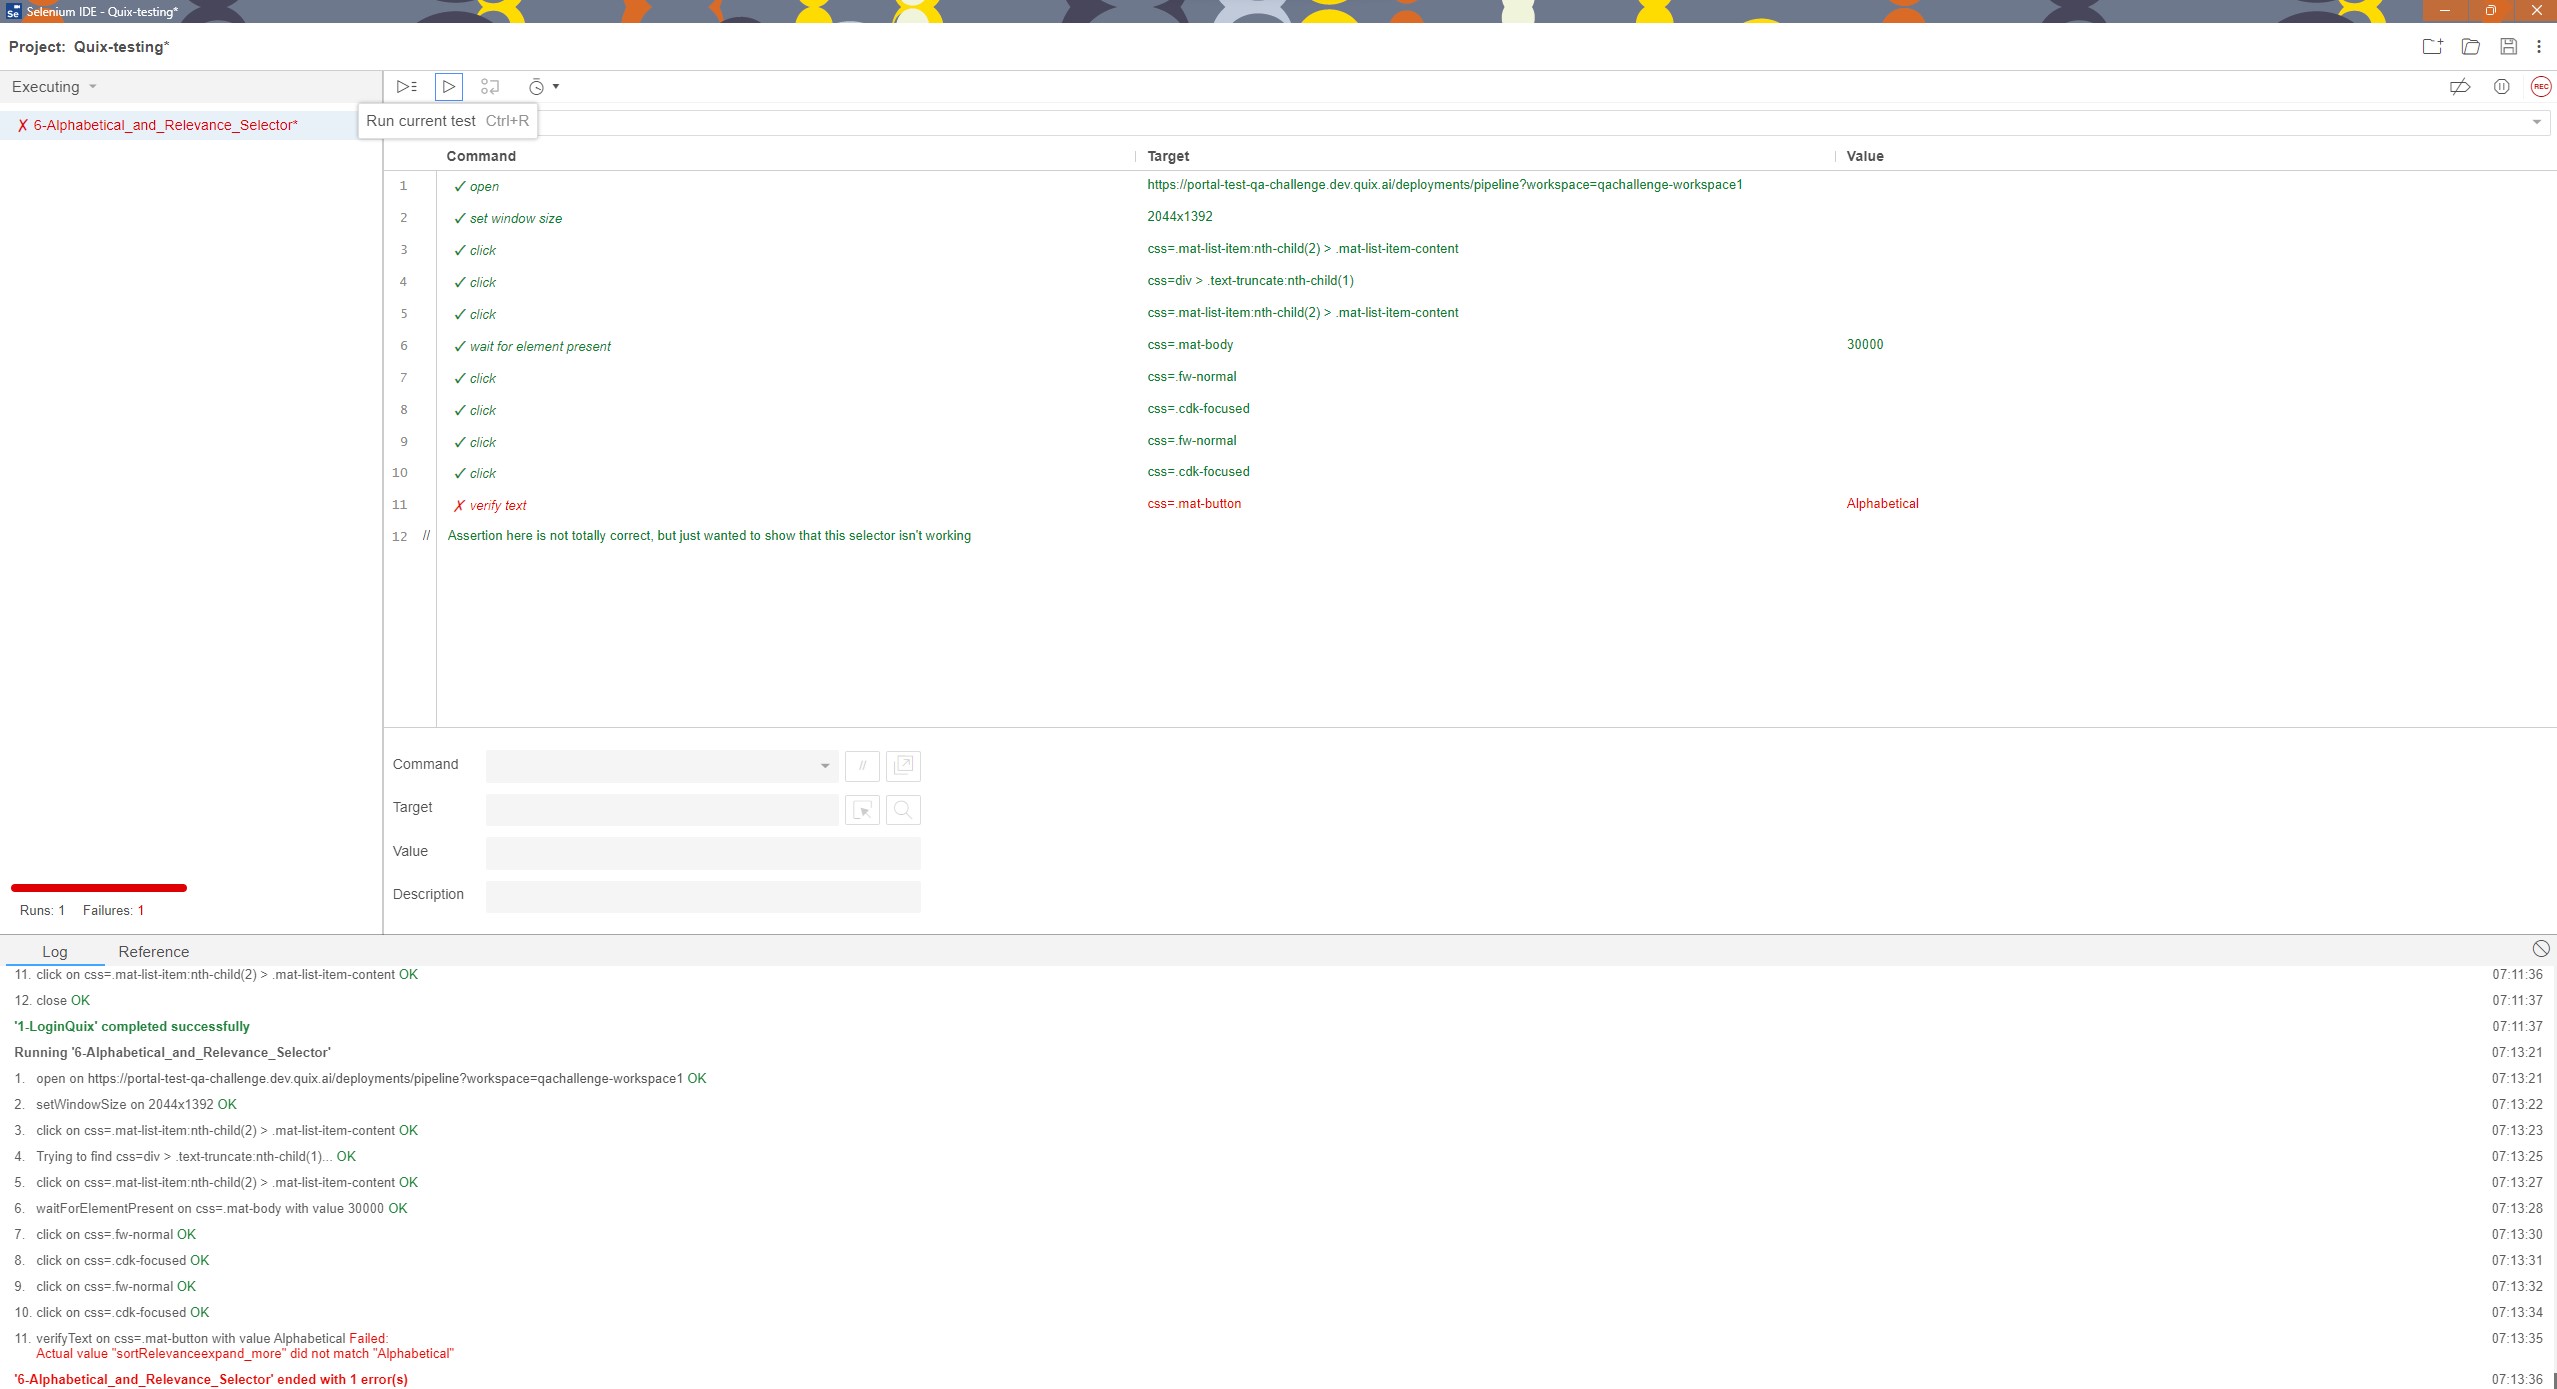 Selenium IDE - Quix-testing*
Project: Quix-testing*
Executing
REC
✗ 6-Alphabetical_and_Relevance_Selector*
Run current test Ctrl+R
Command Target Value
1 ✓ open https://portal-test-qa-challenge.dev.quix.ai/deployments/pipeline?workspace=qachallenge-workspace1
2 ✓ set window size 2044x1392
3 ✓ click css=.mat-list-item:nth-child(2) > .mat-list-item-content
4 ✓ click css=div > .text-truncate:nth-child(1)
5 ✓ click css=.mat-list-item:nth-child(2) > .mat-list-item-content
6 ✓ wait for element present css=.mat-body 30000
7 ✓ click css=.fw-normal
8 ✓ click css=.cdk-focused
9 ✓ click css=.fw-normal
10 ✓ click css=.cdk-focused
11 ✗ verify text css=.mat-button Alphabetical
12 // Assertion here is not totally correct, but just wanted to show that this selector isn't working
Command //
Target
Value
Description
Runs: 1 Failures: 1
Log Reference
11. click on css=.mat-list-item:nth-child(2) > .mat-list-item-content OK 07:11:36
12. close OK 07:11:37
'1-LoginQuix' completed successfully 07:11:37
Running '6-Alphabetical_and_Relevance_Selector' 07:13:21
1. open on https://portal-test-qa-challenge.dev.quix.ai/deployments/pipeline?workspace=qachallenge-workspace1 OK 07:13:21
2. setWindowSize on 2044x1392 OK 07:13:22
3. click on css=.mat-list-item:nth-child(2) > .mat-list-item-content OK 07:13:23
4. Trying to find css=div > .text-truncate:nth-child(1)... OK 07:13:25
5. click on css=.mat-list-item:nth-child(2) > .mat-list-item-content OK 07:13:27
6. waitForElementPresent on css=.mat-body with value 30000 OK 07:13:28
7. click on css=.fw-normal OK 07:13:30
8. click on css=.cdk-focused OK 07:13:31
9. click on css=.fw-normal OK 07:13:32
10. click on css=.cdk-focused OK 07:13:34
11. verifyText on css=.mat-button with value Alphabetical Failed: 07:13:35
Actual value "sortRelevanceexpand_more" did not match "Alphabetical"
'6-Alphabetical_and_Relevance_Selector' ended with 1 error(s) 07:13:36